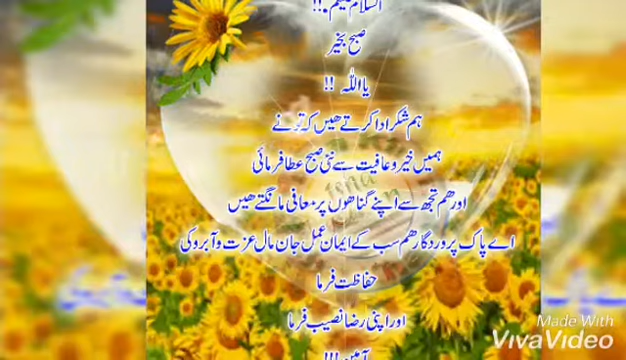 السلام علیکم.!!
صبح بخیر
یا اللہ !!
ہم شکر ادا کرتے ھیں کہ تو نے
ہمیں خیر و عافیت سے نئی صبح عطا فرمائی
اور ھم تجھ سے اپنے گناھوں پر معافی مانگتے ھیں
اے پاک پروردگار ھم سب کے ایمان عمل جان مال عزت و آبرو کی
حفاظت فرما
اور اپنی رضا نصیب فرما
آمین !!!
Made With
VivaVideo